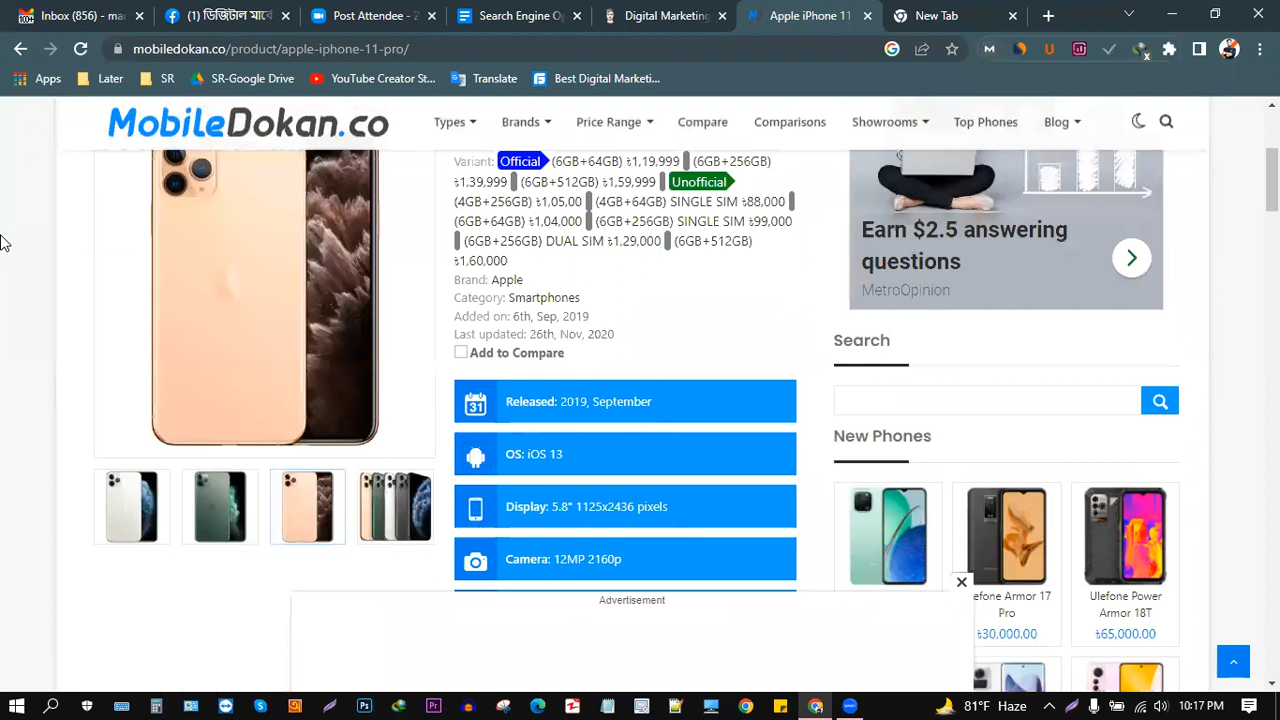 Inbox (856) - mar
(1) ডিজিটাল মার্কে
Post Attendee - Z
Search Engine Op
Digital Marketing
Apple iPhone 11
New Tab
mobiledokan.co/product/apple-iphone-11-pro/
Apps
Later
SR
SR-Google Drive
YouTube Creator St...
Translate
Best Digital Marketi...
MobileDokan.co
Types
Brands
Price Range
Compare
Comparisons
Showrooms
Top Phones
Blog
Variant: Official (6GB+64GB) ৳1,19,999 (6GB+256GB)
৳1,39,999 (6GB+512GB) ৳1,59,999 Unofficial
(4GB+256GB) ৳1,05,00 (4GB+64GB) SINGLE SIM ৳88,000
(6GB+64GB) ৳1,04,000 (6GB+256GB) SINGLE SIM ৳99,000
(6GB+256GB) DUAL SIM ৳1,29,000 (6GB+512GB)
৳1,60,000
Brand: Apple
Category: Smartphones
Added on: 6th, Sep, 2019
Last updated: 26th, Nov, 2020
Add to Compare
Released: 2019, September
OS: iOS 13
Display: 5.8" 1125x2436 pixels
Camera: 12MP 2160p
Earn $2.5 answering
questions
MetroOpinion
Search
New Phones
lefone Armor 17
Pro
৳30,000.00
Ulefone Power
Armor 18T
৳65,000.00
Advertisement
81°F Haze
10:17 PM